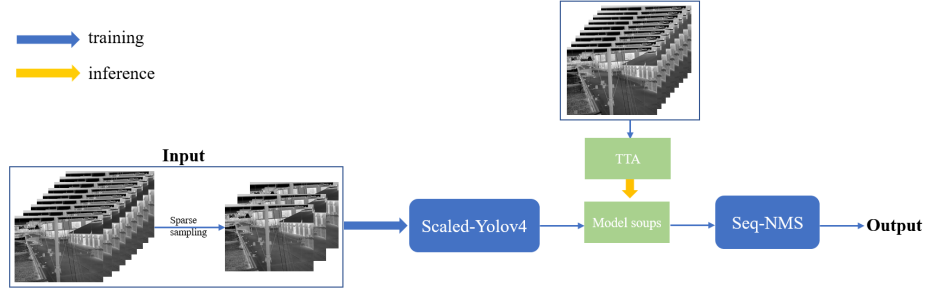 training
inference
Input
Sparse
sampling
Scaled-Yolov4
TTA
Model soups
Seq-NMS
Output